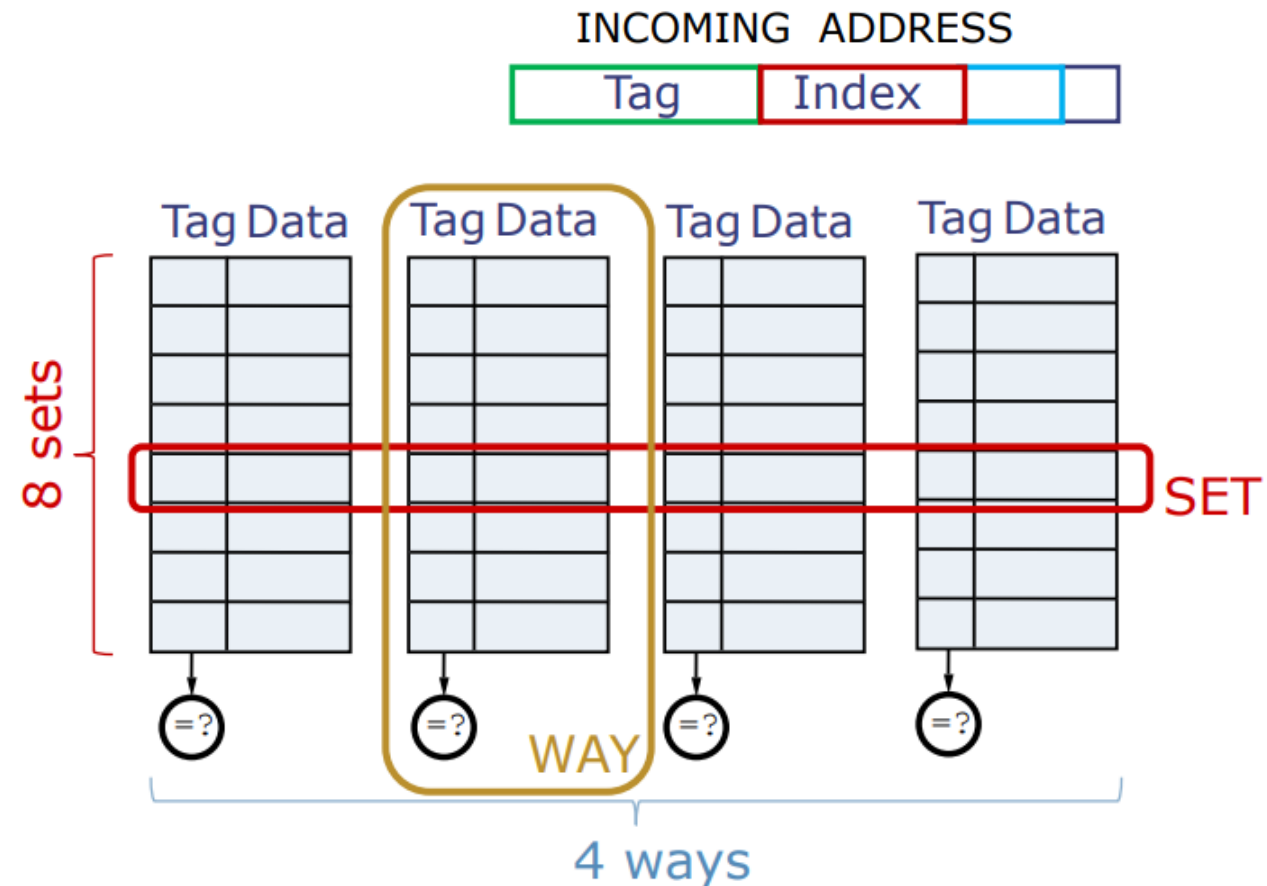 INCOMING ADDRESS
Tag Index
Tag Data Tag Data Tag Data Tag Data
8 sets
SET
=? =? =? =?
WAY
4 ways